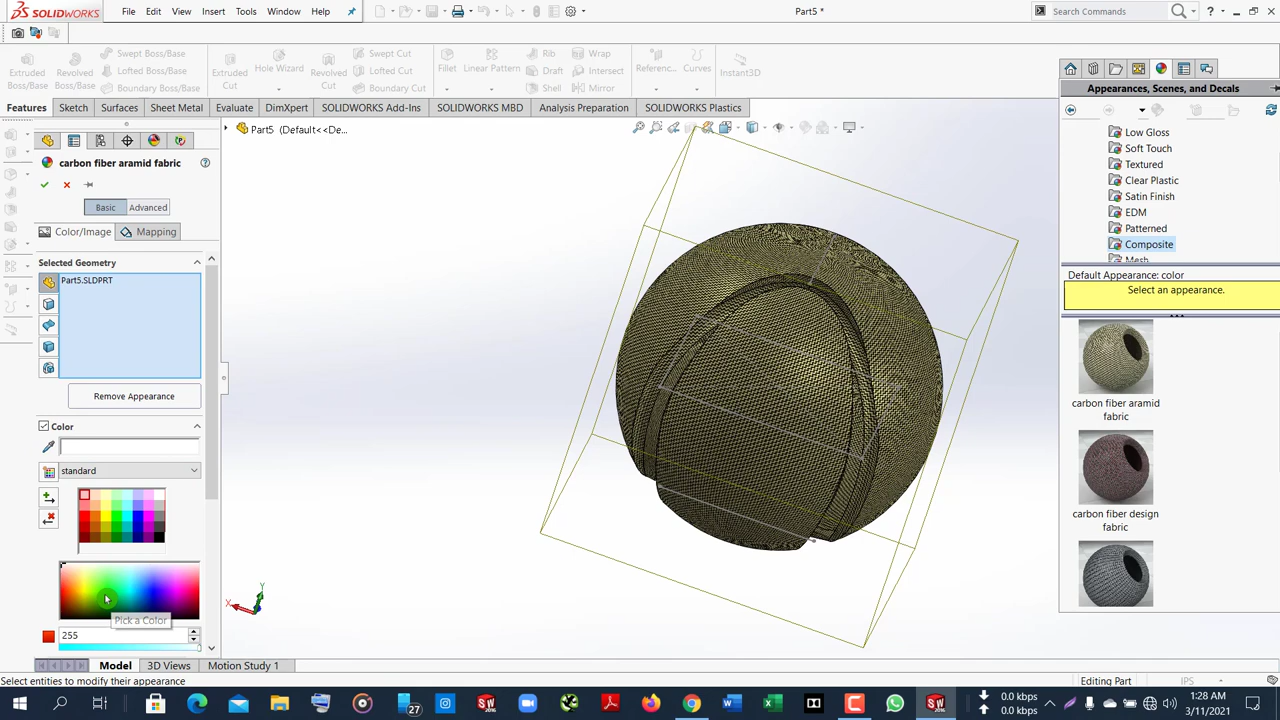 SOLIDWORKS File Edit View Insert Tools Window Help Part5 * Search Commands
Extruded Boss/Base
Revolved Boss/Base
Swept Boss/Base
Lofted Boss/Base
Boundary Boss/Base
Extruded Cut
Hole Wizard
Revolved Cut
Swept Cut
Lofted Cut
Boundary Cut
Fillet
Linear Pattern
Rib
Draft
Shell
Wrap
Intersect
Mirror
Referenc...
Curves
Instant3D
Features Sketch Surfaces Sheet Metal Evaluate DimXpert SOLIDWORKS Add-Ins SOLIDWORKS MBD Analysis Preparation SOLIDWORKS Plastics
Part5 (Default<<De...
carbon fiber aramid fabric
Basic Advanced
Color/Image Mapping
Selected Geometry
Part5.SLDPRT
Remove Appearance
Color
standard
Pick a Color
255
X
Y
Appearances, Scenes, and Decals
Low Gloss
Soft Touch
Textured
Clear Plastic
Satin Finish
EDM
Patterned
Composite
Mesh
Default Appearance: color
Select an appearance.
carbon fiber aramid
fabric
carbon fiber design
fabric
Model 3D Views Motion Study 1
Select entities to modify their appearance Editing Part IPS
27
0.0 kbps
0.0 kbps
1:28 AM
3/11/2021